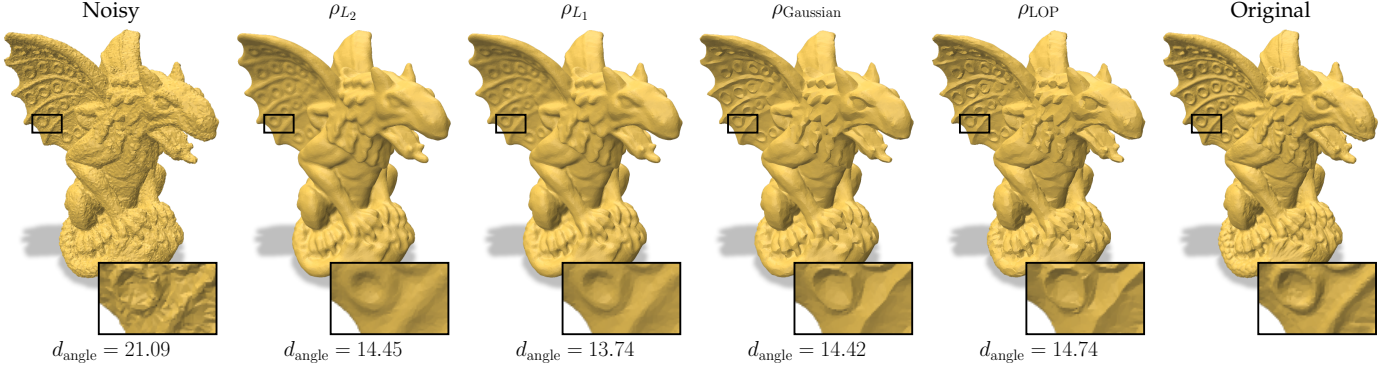 Noisy ρ_{L_2} ρ_{L_1} ρ_{Gaussian} ρ_{LOP} Original
d_{angle} = 21.09 d_{angle} = 14.45 d_{angle} = 13.74 d_{angle} = 14.42 d_{angle} = 14.74